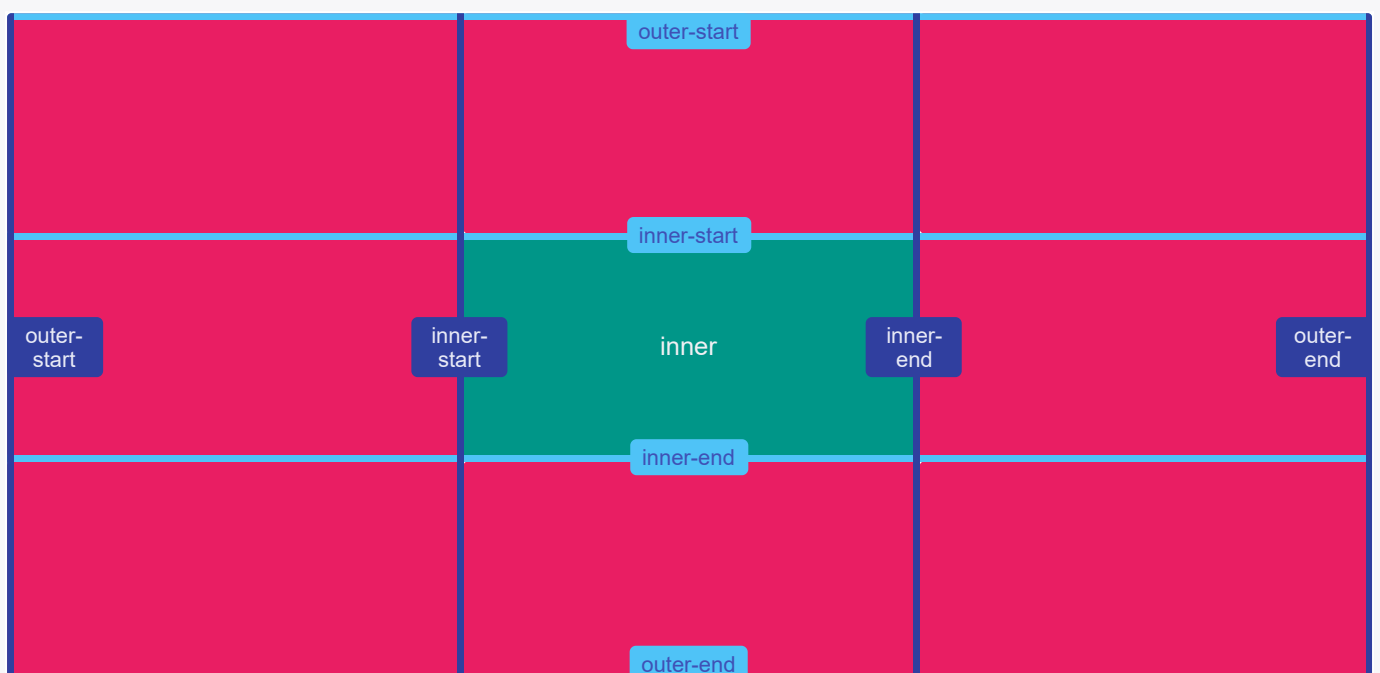 outer-start
inner-start
outer-
start
inner-
start
inner
inner-
end
outer-
end
inner-end
outer-end